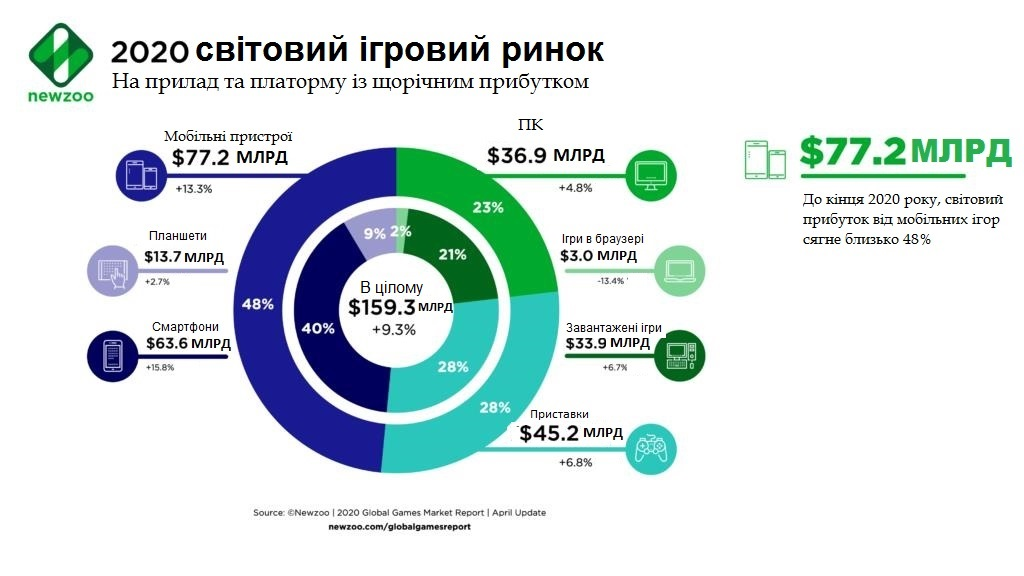 newzoo
2020 світовий ігровий ринок
На прилад та платорму із щорічним прибутком
Мобільні пристрої
$77.2 МЛРД
+13.3%
Планшети
$13.7 МЛРД
+2.7%
Смартфони
$63.6 МЛРД
+15.8%
48%
40%
9%
2%
23%
21%
28%
28%
В цілому
$159.3 МЛРД
+9.3%
ПК
$36.9 МЛРД
+4.8%
Ігри в браузері
$3.0 МЛРД
-13.4%
Завантажені ігри
$33.9 МЛРД
+6.7%
Приставки
$45.2 МЛРД
+6.8%
$77.2 МЛРД
До кінця 2020 року, світовий
прибуток від мобільних ігор
сягне близько 48%
Source: ©Newzoo | 2020 Global Games Market Report | April Update
newzoo.com/globalgamesreport